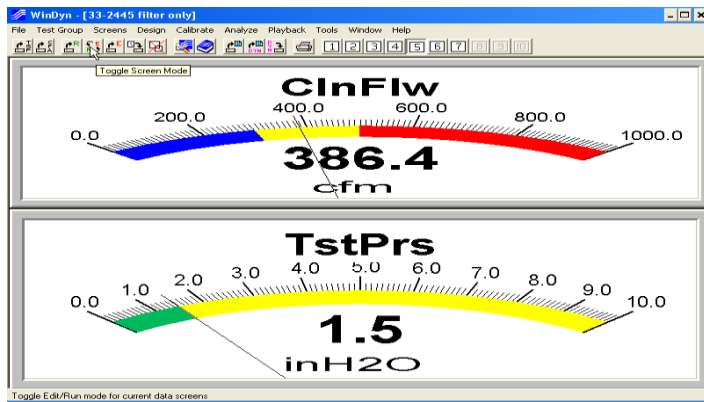 WinDyn - [33-2445 filter only]
File Test Group Screens Design Calibrate Analyze Playback Tools Window Help
1 2 3 4 5 6 7 8 9 10
Toggle Screen Mode
ClnFlw
0.0 200.0 400.0 600.0 800.0 1000.0
386.4
cfm
TstPrs
0.0 1.0 2.0 3.0 4.0 5.0 6.0 7.0 8.0 9.0 10.0
1.5
inH2O
Toggle Edit/Run mode for current data screens